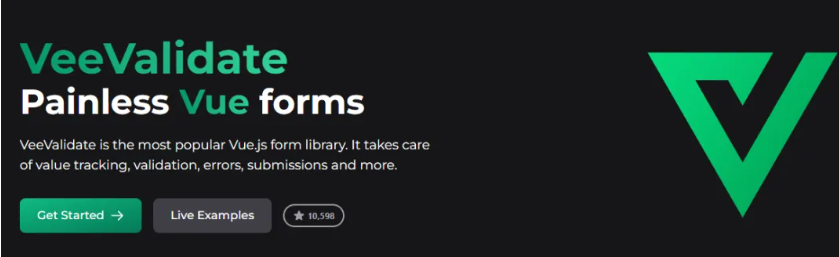 VeeValidate
Painless Vue forms
VeeValidate is the most popular Vue.js form library. It takes care
of value tracking, validation, errors, submissions and more.
Get Started → Live Examples ★ 10,598